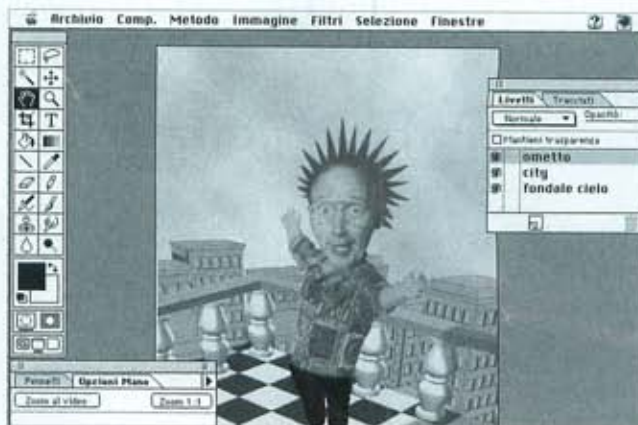 Archivio Comp. Metodo Immagine Filtri Selezione Finestre
Livelli Tracciati
Normale Opacità:
Mantieni trasparenza
ometto
city
fondale cielo
Pennelli Opzioni Mano
Zoom al video Zoom 1:1